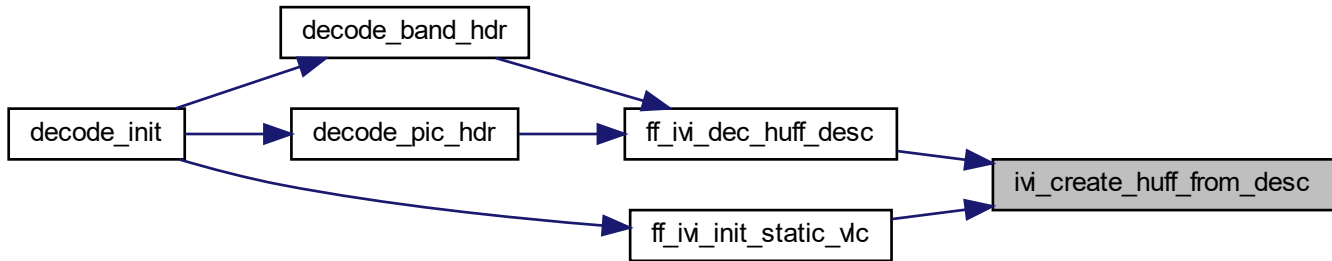 decode_band_hdr
decode_init
decode_pic_hdr
ff_ivi_dec_huff_desc
ivi_create_huff_from_desc
ff_ivi_init_static_vlc